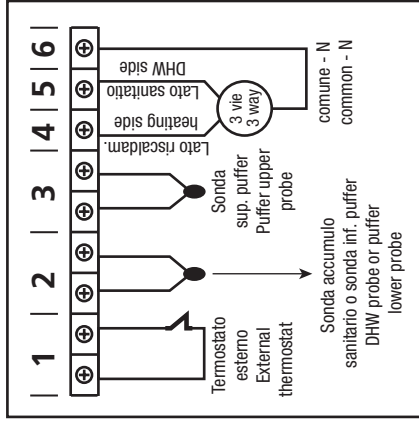 1 2 3 4 5 6
Termostato
esterno
External
thermostat
Sonda accumulo
sanitario o sonda inf. puffer
DHW probe or puffer
lower probe
Sonda
sup. puffer
Puffer upper
probe
Lato riscaldam.
heating side
Lato sanitatio
DHW side
3 vie
3 way
comune - N
common - N